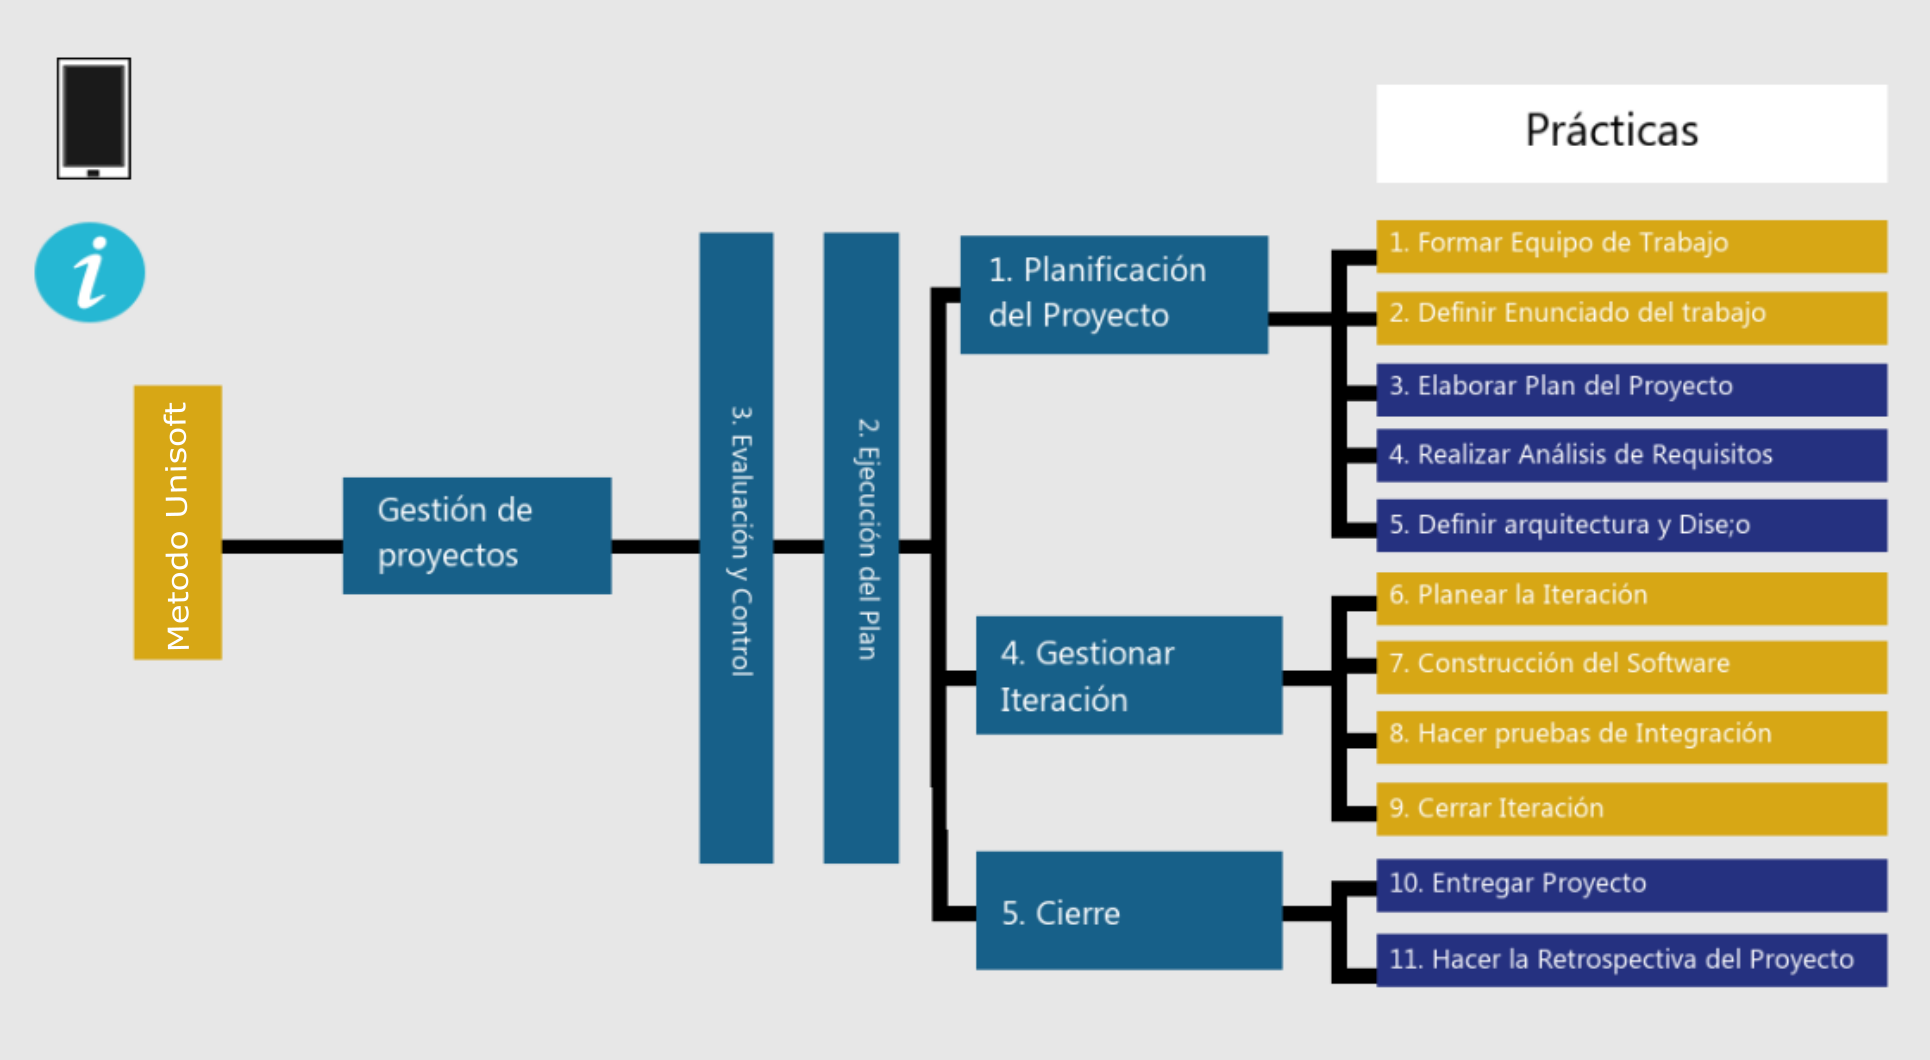 Prácticas
Metodo Unisoft
Gestión de
proyectos
3. Evaluación y Control
2. Ejecución del Plan
1. Planificación
del Proyecto
1. Formar Equipo de Trabajo
2. Definir Enunciado del trabajo
3. Elaborar Plan del Proyecto
4. Realizar Análisis de Requisitos
5. Definir arquitectura y Dise;o
4. Gestionar
Iteración
6. Planear la Iteración
7. Construcción del Software
8. Hacer pruebas de Integración
9. Cerrar Iteración
5. Cierre
10. Entregar Proyecto
11. Hacer la Retrospectiva del Proyecto